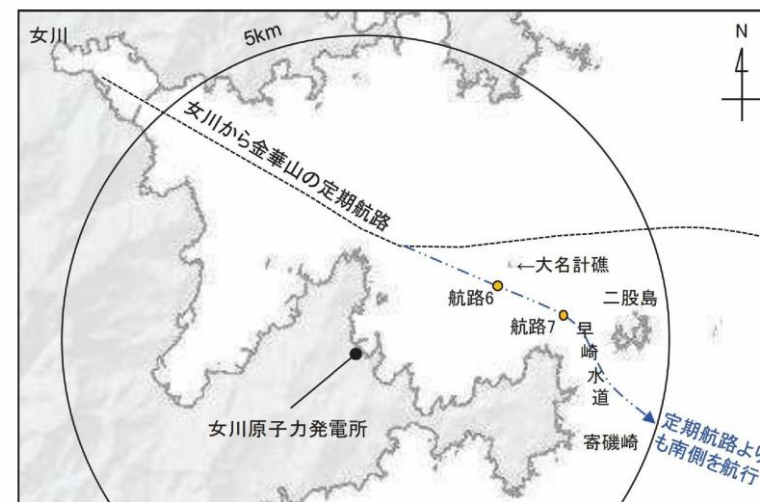 女川
5km
N
女川から金華山の定期航路
←大名計礁
航路6
二股島
航路7
早崎水道
女川原子力発電所
寄磯崎
定期航路より
も南側を航行